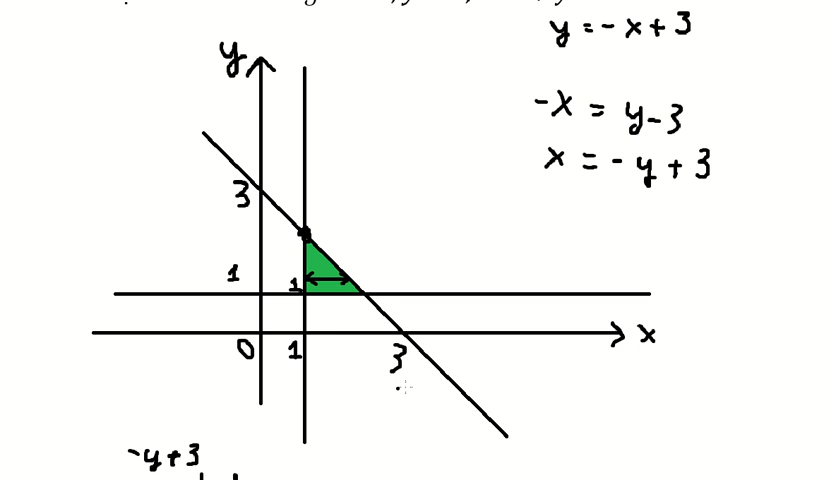 y = - x + 3
y
- x = y - 3
x = - y + 3
3
1
1
x
0
1
3
- y + 3